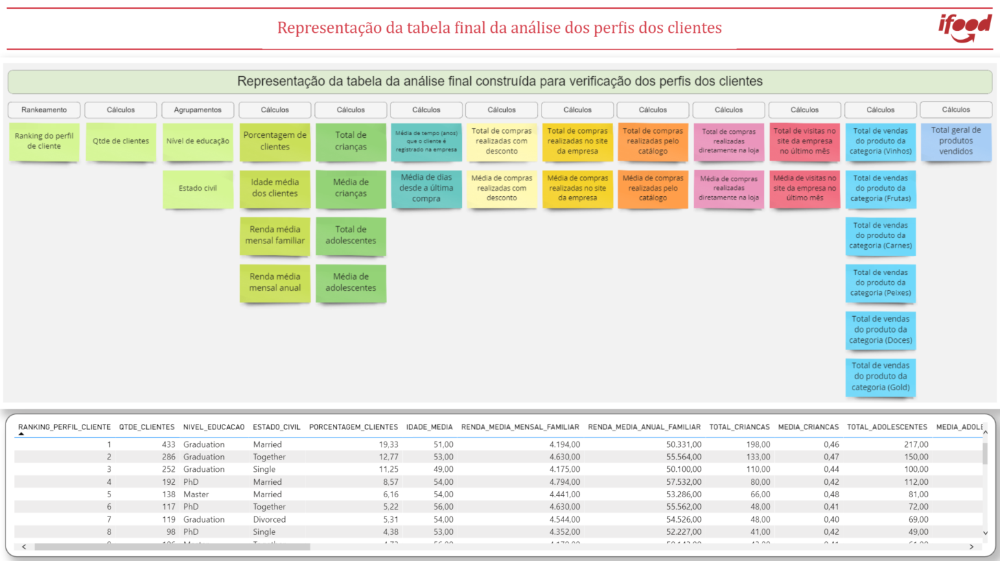 Representação da tabela final da análise dos perfis dos clientes
ifood
Representação da tabela da análise final construída para verificação dos perfis dos clientes
Rankeamento Cálculos Agrupamentos Cálculos Cálculos Cálculos Cálculos Cálculos Cálculos Cálculos Cálculos Cálculos Cálculos
Ranking do perfil
de cliente
Qtde de clientes
Nível de educação
Porcentagem de
clientes
Total de
crianças
Média de tempo (anos)
que o cliente é
registrado na empresa
Total de compras
realizadas com
desconto
Total de compras
realizadas no site
da empresa
Total de compras
realizadas pelo
catálogo
Total de compras
realizadas
diretamente na loja
Total de visitas no
site da empresa
no último mês
Total de vendas
do produto da
categoria (Vinhos)
Total geral de
produtos
vendidos
Estado civil
Idade média
dos clientes
Média de
crianças
Média de dias
desde a última
compra
Média de compras
realizadas com
desconto
Média de compras
realizadas no site
da empresa
Média de compras
realizadas pelo
catálogo
Média de compras
realizadas
diretamente na loja
Média de visitas no
site da empresa no
último mês
Total de vendas
do produto da
categoria (Frutas)
Renda média
mensal familiar
Total de
adolescentes
Total de vendas
do produto da
categoria (Carnes)
Renda média
mensal anual
Média de
adolescentes
Total de vendas
do produto da
categoria (Peixes)
Total de vendas
do produto da
categoria (Doces)
Total de vendas
do produto da
categoria (Gold)
RANKING_PERFIL_CLIENTE QTDE_CLIENTES NIVEL_EDUCACAO ESTADO_CIVIL PORCENTAGEM_CLIENTES IDADE_MEDIA RENDA_MEDIA_MENSAL_FAMILIAR RENDA_MEDIA_ANUAL_FAMILIAR TOTAL_CRIANCAS MEDIA_CRIANCAS TOTAL_ADOLESCENTES MEDIA_ADOLE
1 433 Graduation Married 19,33 51,00 4.194,00 50.331,00 198,00 0,46 217,00
2 286 Graduation Together 12,77 53,00 4.630,00 55.564,00 133,00 0,47 150,00
3 252 Graduation Single 11,25 49,00 4.175,00 50.100,00 110,00 0,44 100,00
4 192 PhD Married 8,57 54,00 4.794,00 57.532,00 80,00 0,42 112,00
5 138 Master Married 6,16 54,00 4.441,00 53.286,00 66,00 0,48 81,00
6 117 PhD Together 5,22 56,00 4.630,00 55.562,00 48,00 0,41 72,00
7 119 Graduation Divorced 5,31 54,00 4.544,00 54.526,00 48,00 0,40 69,00
8 98 PhD Single 4,38 53,00 4.352,00 52.227,00 41,00 0,42 49,00